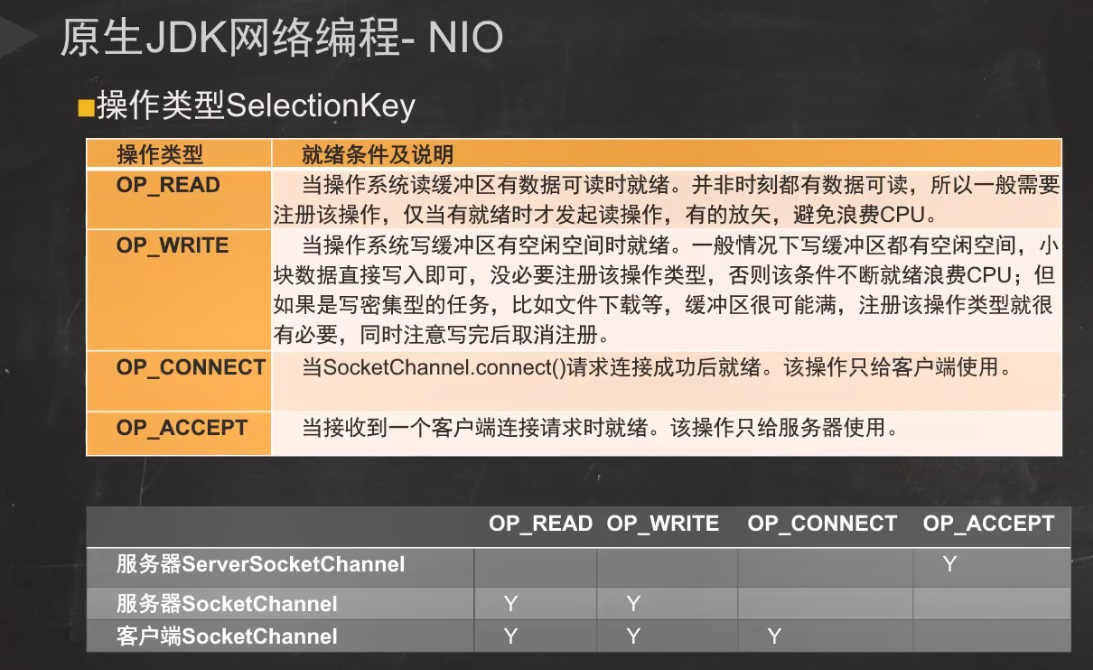 原生JDK网络编程- NIO
操作类型SelectionKey
操作类型 就绪条件及说明
OP_READ 当操作系统读缓冲区有数据可读时就绪。并非时刻都有数据可读，所以一般需要
注册该操作，仅当有就绪时才发起读操作，有的放矢，避免浪费CPU。
OP_WRITE 当操作系统写缓冲区有空闲空间时就绪。一般情况下写缓冲区都有空闲空间，小
块数据直接写入即可，没必要注册该操作类型，否则该条件不断就绪浪费CPU；但
如果是写密集型的任务，比如文件下载等，缓冲区很可能满，注册该操作类型就很
有必要，同时注意写完后取消注册。
OP_CONNECT 当SocketChannel.connect()请求连接成功后就绪。该操作只给客户端使用。
OP_ACCEPT 当接收到一个客户端连接请求时就绪。该操作只给服务器使用。
OP_READ OP_WRITE OP_CONNECT OP_ACCEPT
服务器ServerSocketChannel Y
服务器SocketChannel Y Y
客户端SocketChannel Y Y Y